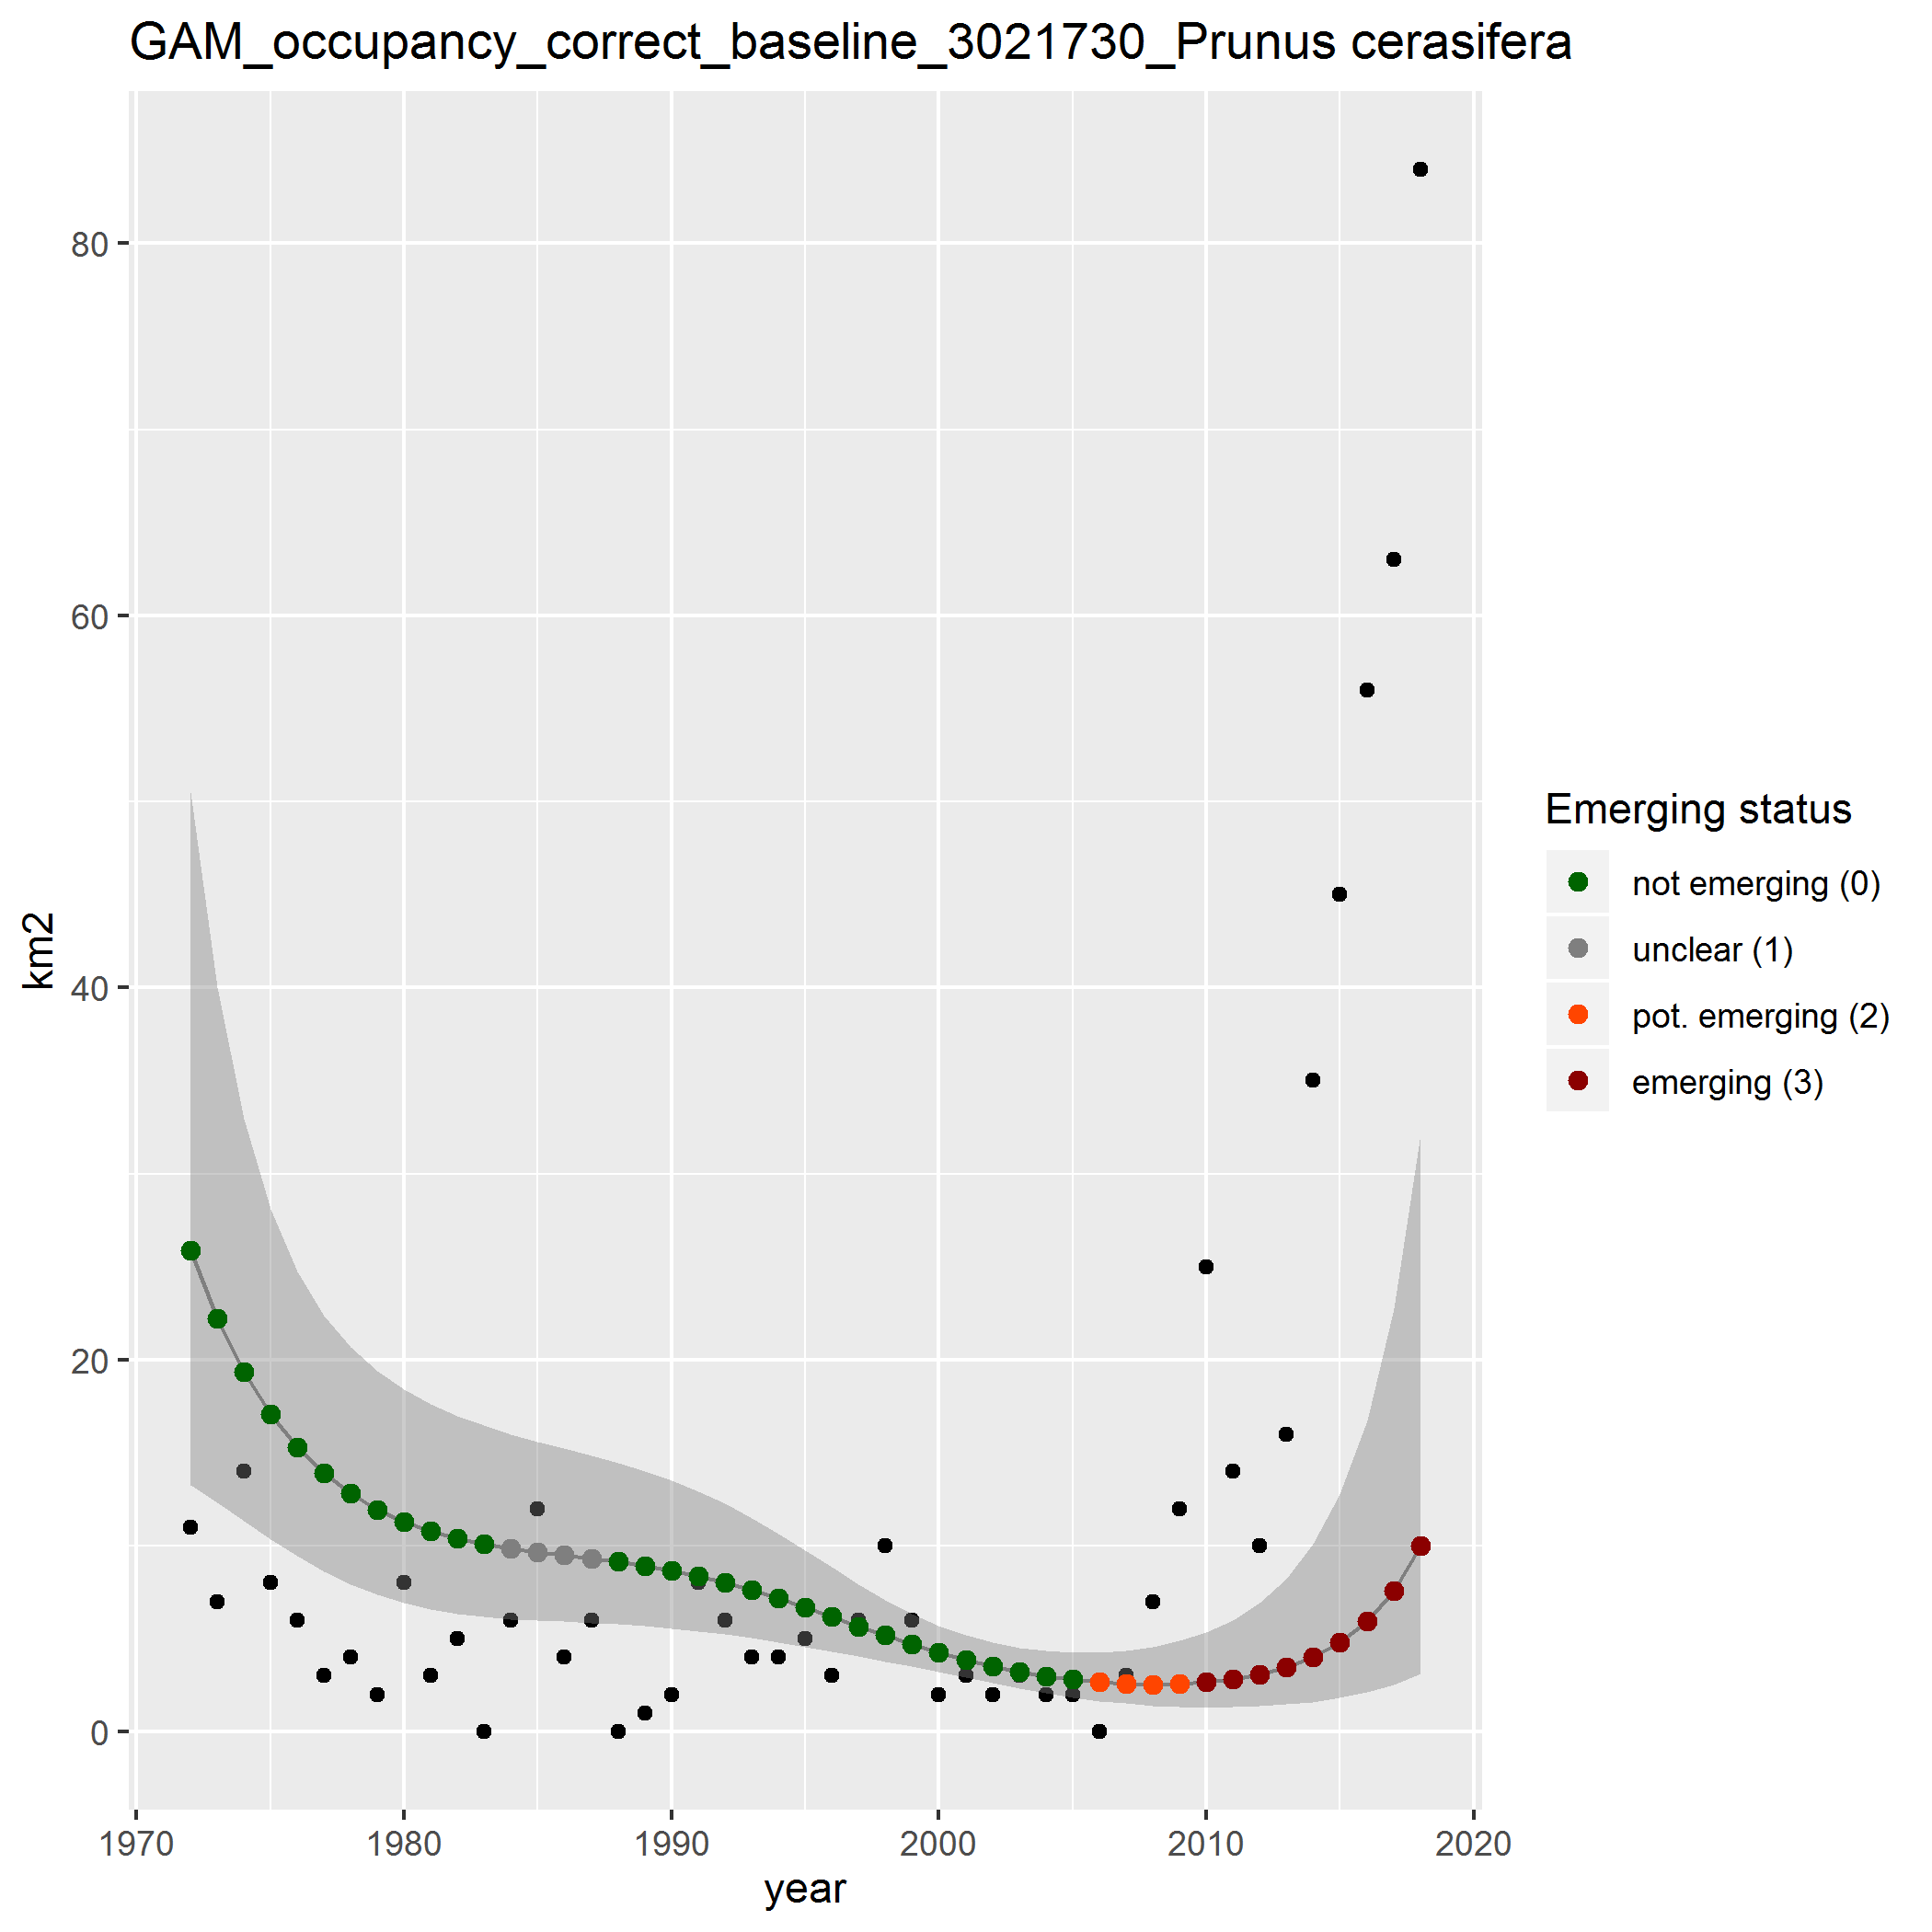 GAM_occupancy_correct_baseline_3021730_Prunus cerasifera
80
60
40
20
0
km2
1970 1980 1990 2000 2010 2020
year
Emerging status
not emerging (0)
unclear (1)
pot. emerging (2)
emerging (3)